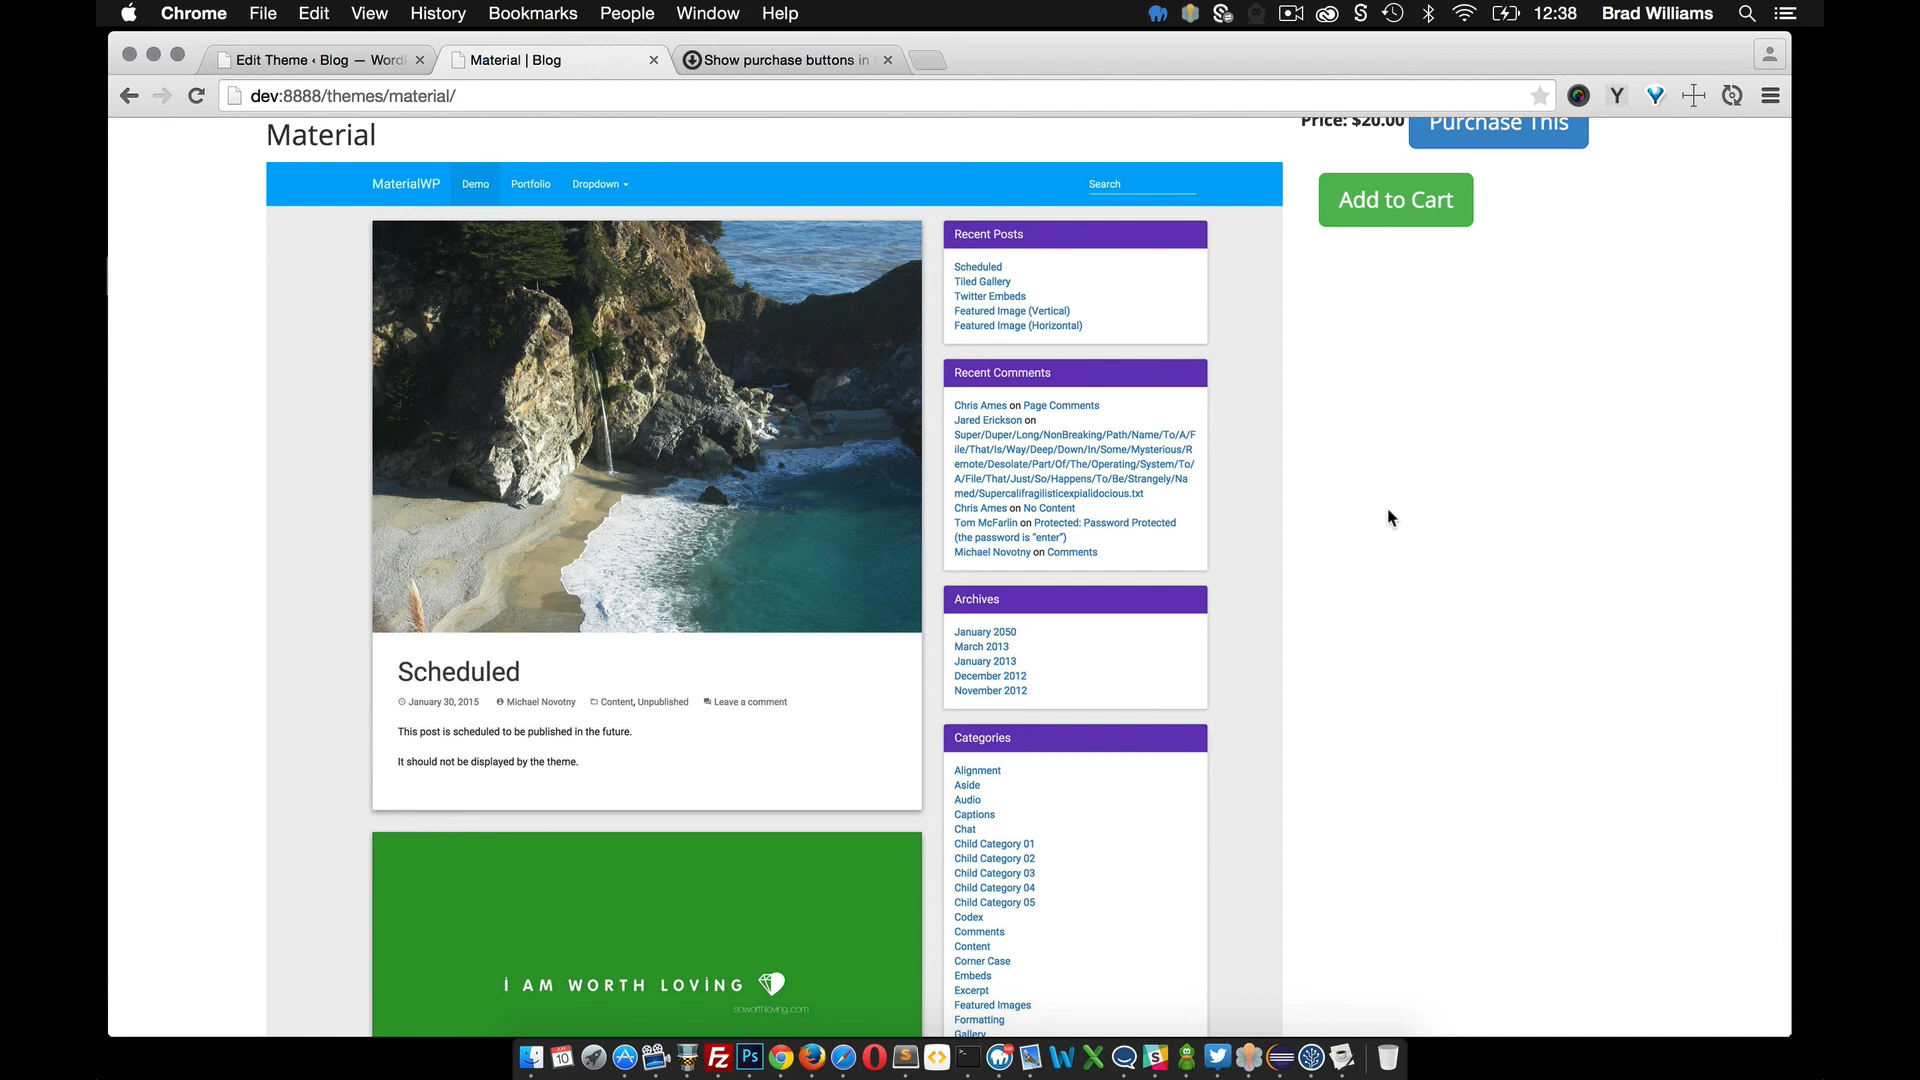 Chrome File Edit View History Bookmarks People Window Help 12:38 Brad Williams
Edit Theme ‹ Blog — Word
Material | Blog
Show purchase buttons in
dev:8888/themes/material/
Material
Price: $20.00 Purchase This
MaterialWP Demo Portfolio Dropdown Search
Add to Cart
Recent Posts
Scheduled
Tiled Gallery
Twitter Embeds
Featured Image (Vertical)
Featured Image (Horizontal)
Recent Comments
Chris Ames on Page Comments
Jared Erickson on
Super/Duper/Long/NonBreaking/Path/Name/To/A/F
ile/That/Is/Way/Deep/Down/In/Some/Mysterious/R
emote/Desolate/Part/Of/The/Operating/System/To/
A/File/That/Just/So/Happens/To/Be/Strangely/Na
med/Supercalifragilisticexpialidocious.txt
Chris Ames on No Content
Tom McFarlin on Protected: Password Protected
(the password is "enter")
Michael Novotny on Comments
Archives
January 2050
March 2013
January 2013
December 2012
November 2012
Categories
Alignment
Aside
Audio
Captions
Chat
Child Category 01
Child Category 02
Child Category 03
Child Category 04
Child Category 05
Codex
Comments
Content
Corner Case
Embeds
Excerpt
Featured Images
Formatting
Gallery
Scheduled
January 30, 2015 Michael Novotny Content, Unpublished Leave a comment
This post is scheduled to be published in the future.
It should not be displayed by the theme.
i AM WORTH LOViNG
soworthloving.com